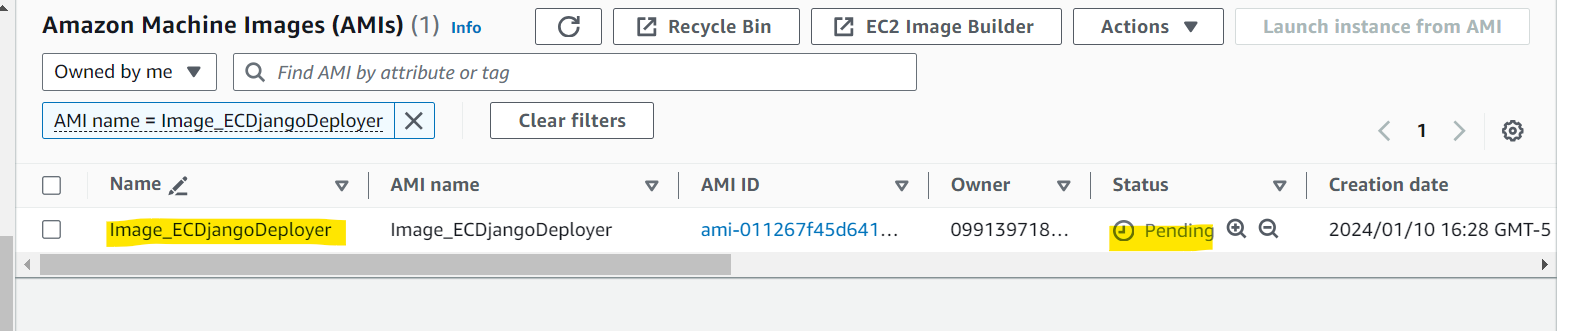 Amazon Machine Images (AMIs) (1) Info Recycle Bin EC2 Image Builder Actions Launch instance from AMI
Owned by me Find AMI by attribute or tag
AMI name = Image_ECDjangoDeployer Clear filters
1
Name AMI name AMI ID Owner Status Creation date
Image_ECDjangoDeployer Image_ECDjangoDeployer ami-011267f45d641... 099139718... Pending 2024/01/10 16:28 GMT-5